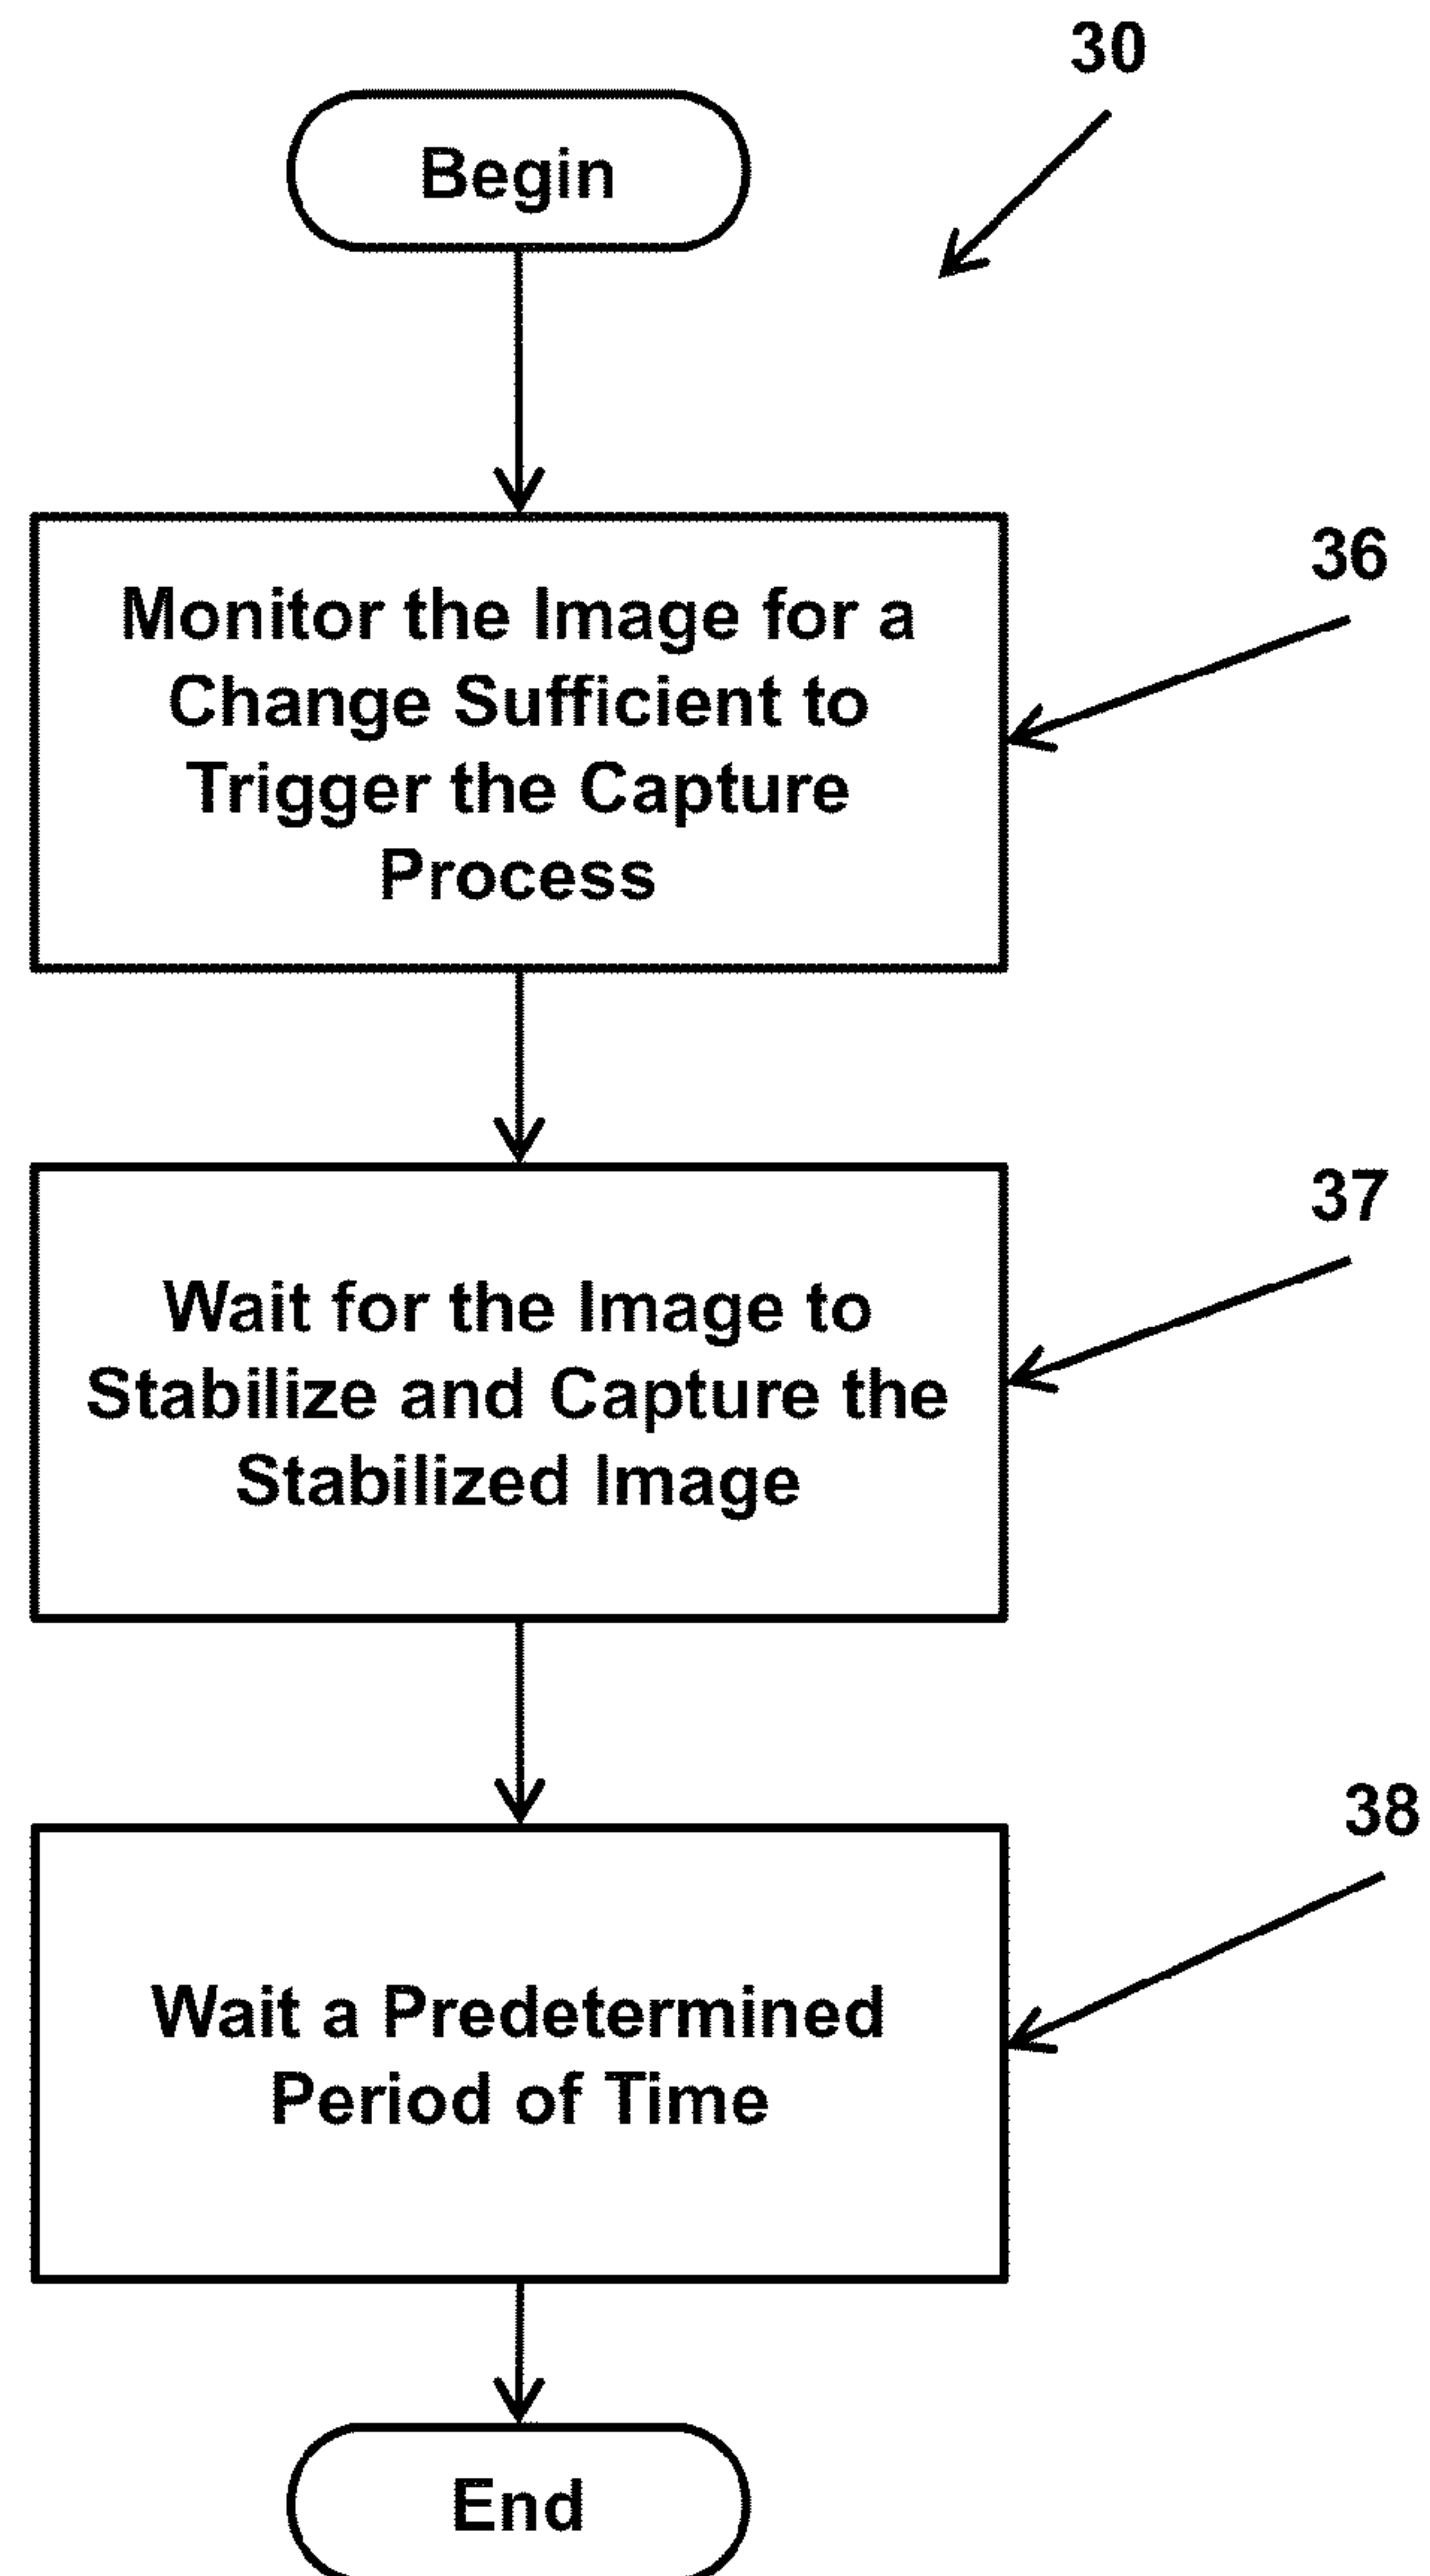 30
Begin
36
Monitor the Image for a
Change Sufficient to
Trigger the Capture
Process
37
Wait for the Image to
Stabilize and Capture the
Stabilized Image
38
Wait a Predetermined
Period of Time
End